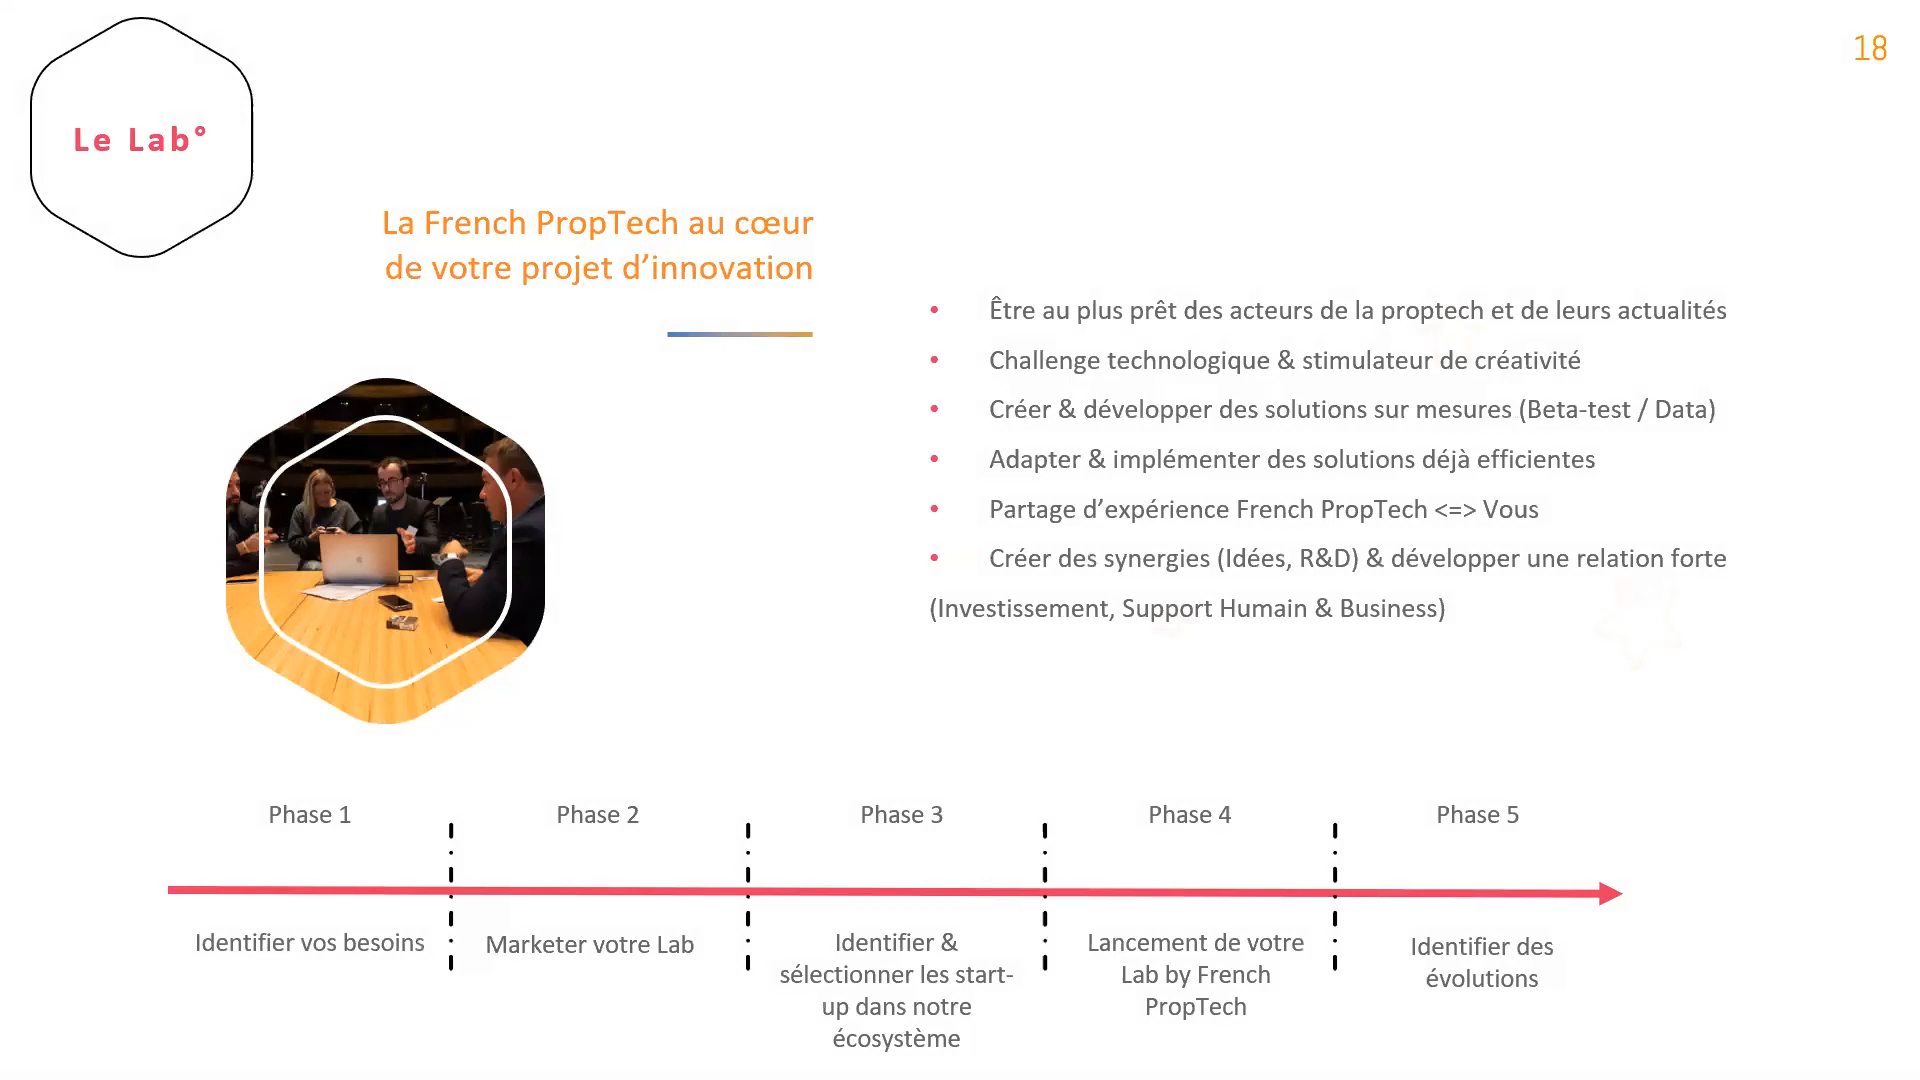 18
Le Lab°
La French PropTech au cœur
de votre projet d’innovation
• Être au plus prêt des acteurs de la proptech et de leurs actualités
• Challenge technologique & stimulateur de créativité
• Créer & développer des solutions sur mesures (Beta-test / Data)
• Adapter & implémenter des solutions déjà efficientes
• Partage d’expérience French PropTech <=> Vous
• Créer des synergies (Idées, R&D) & développer une relation forte
(Investissement, Support Humain & Business)
Phase 1
Phase 2
Phase 3
Phase 4
Phase 5
Identifier vos besoins
Marketer votre Lab
Identifier &
sélectionner les start-
up dans notre
écosystème
Lancement de votre
Lab by French
PropTech
Identifier des
évolutions